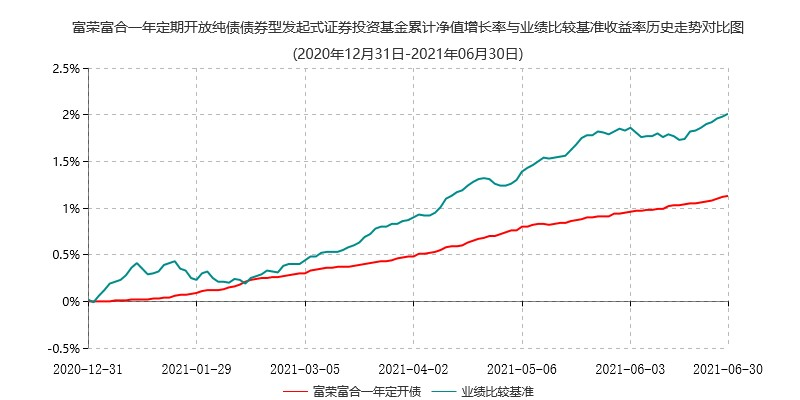 富荣富合一年定期开放纯债债券型发起式证券投资基金累计净值增长率与业绩比较基准收益率历史走势对比图
(2020年12月31日-2021年06月30日)
2.5%
2%
1.5%
1%
0.5%
0%
-0.5%
2020-12-31 2021-01-29 2021-03-05 2021-04-02 2021-05-06 2021-06-03 2021-06-30
富荣富合一年定开债 业绩比较基准